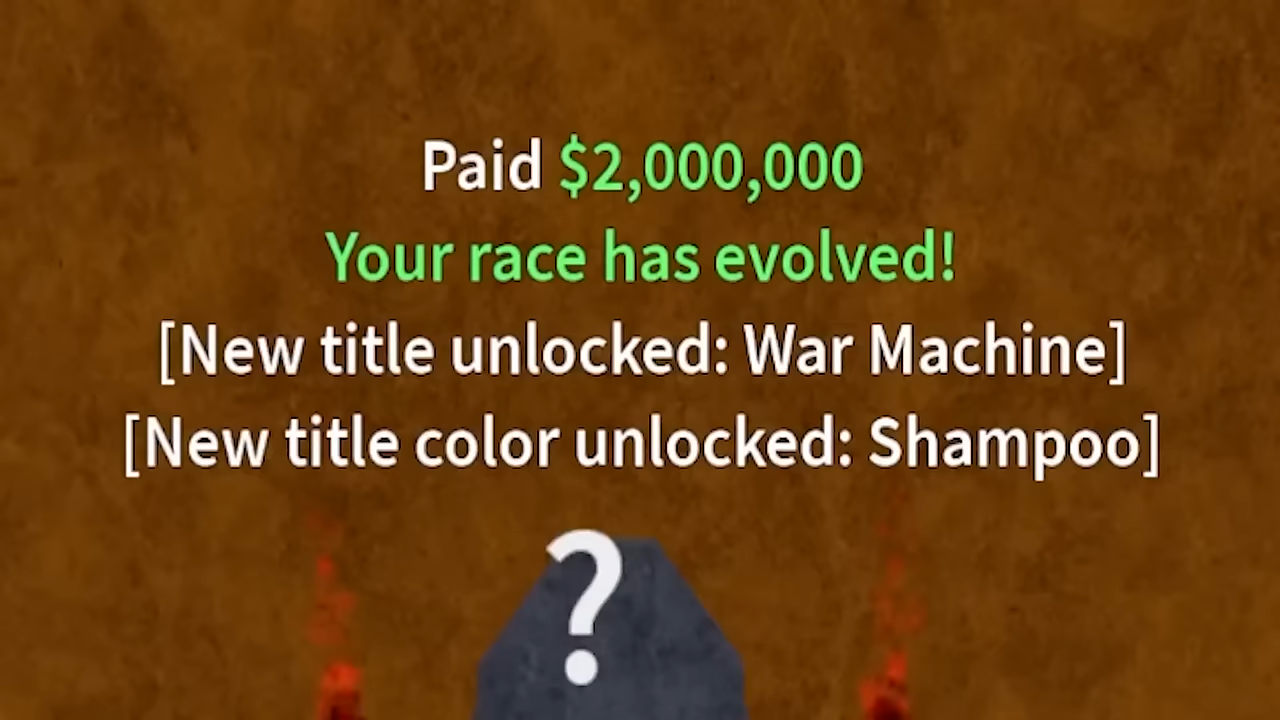 Paid $2,000,000
Your race has evolved!
[New title unlocked: War Machine]
[New title color unlocked: Shampoo]
?